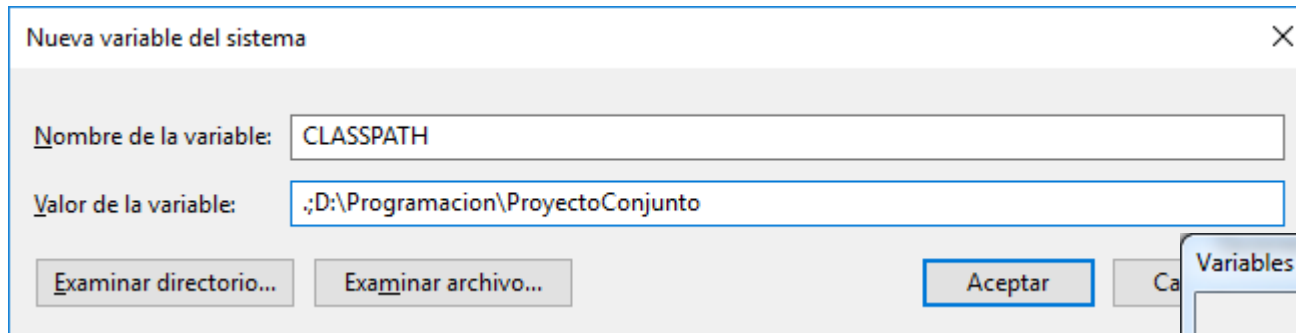 Nueva variable del sistema
Nombre de la variable: CLASSPATH
Valor de la variable: .;D:\Programacion\ProyectoConjunto
Examinar directorio... Examinar archivo... Aceptar Ca
Variables